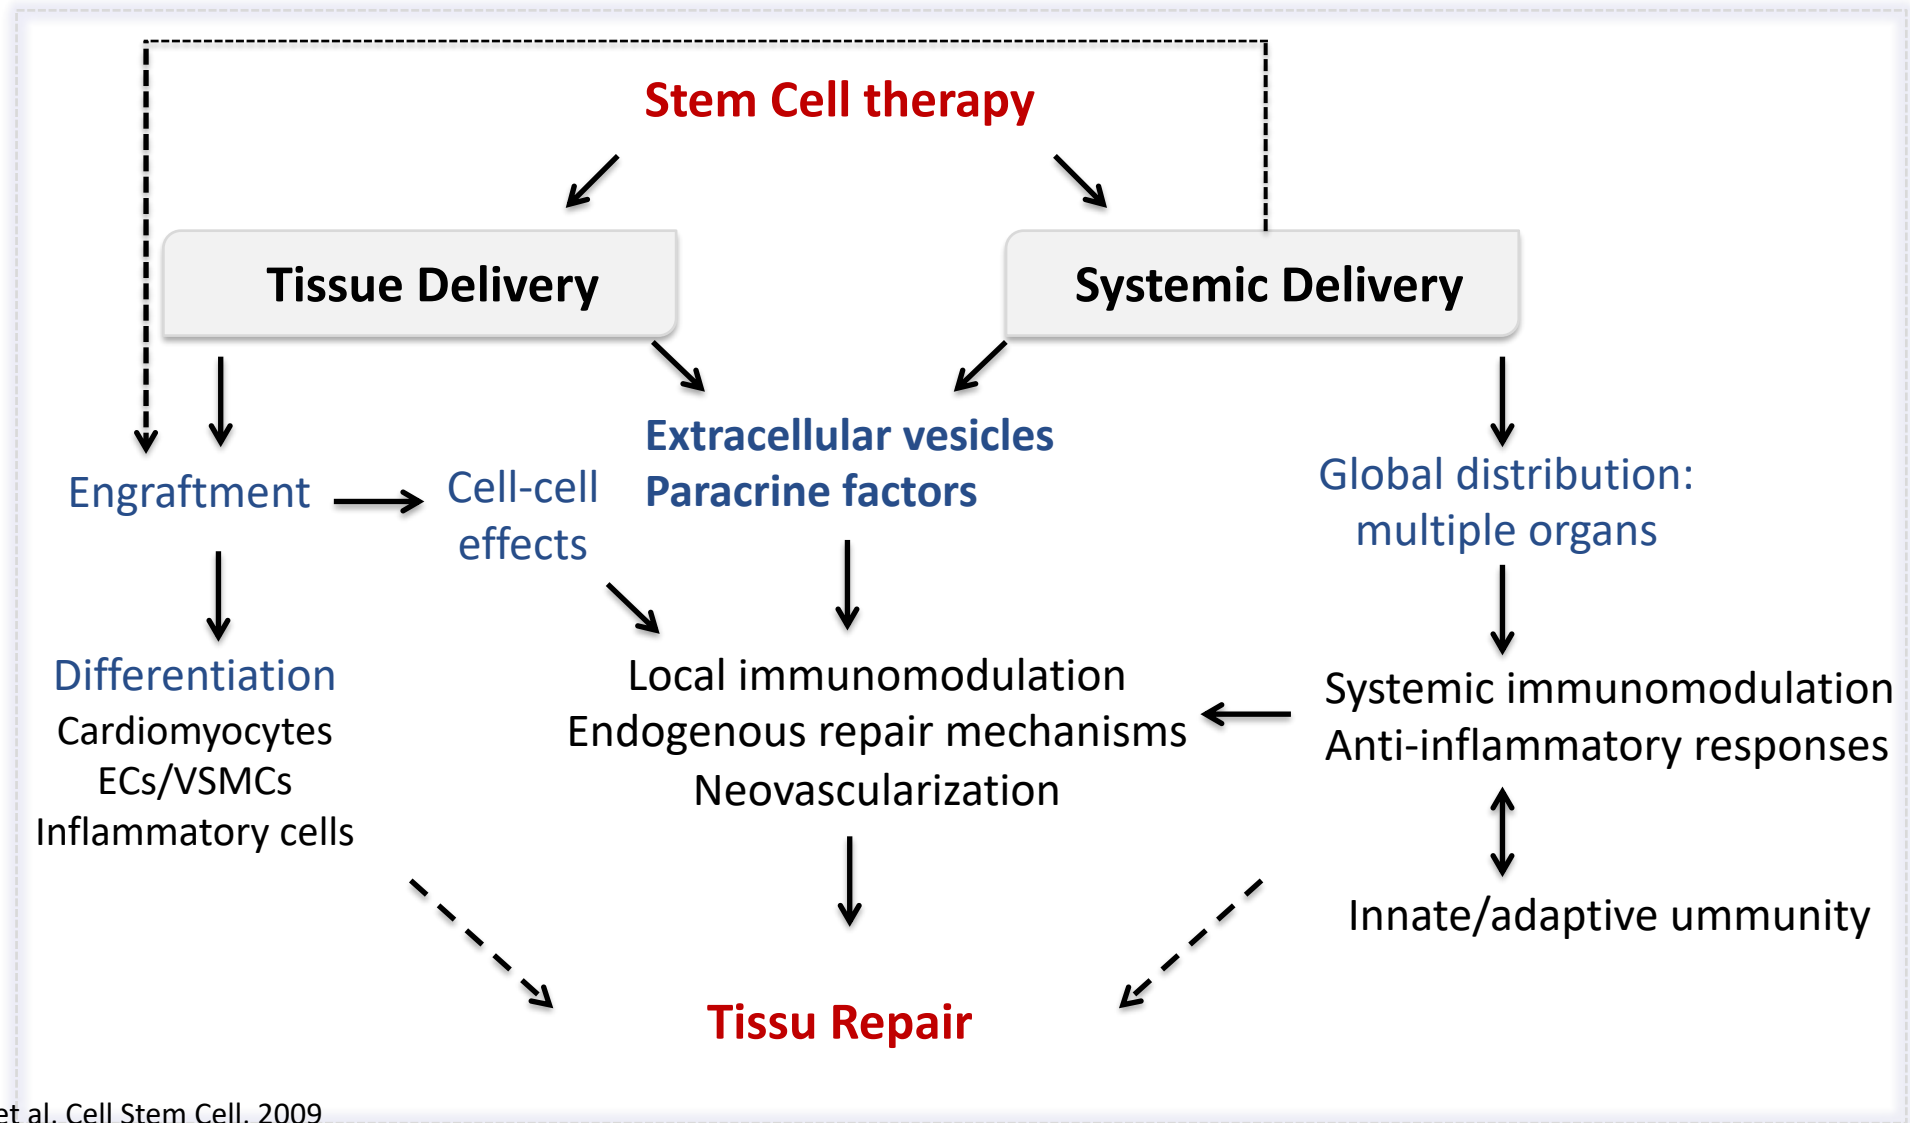 Stem Cell therapy
Tissue Delivery
Systemic Delivery
Extracellular vesicles
Paracrine factors
Engraftment
Cell-cell
effects
Global distribution:
multiple organs
Differentiation
Cardiomyocytes
ECs/VSMCs
Inflammatory cells
Local immunomodulation
Endogenous repair mechanisms
Neovascularization
Systemic immunomodulation
Anti-inflammatory responses
Innate/adaptive ummunity
Tissu Repair
et al. Cell Stem Cell. 2009